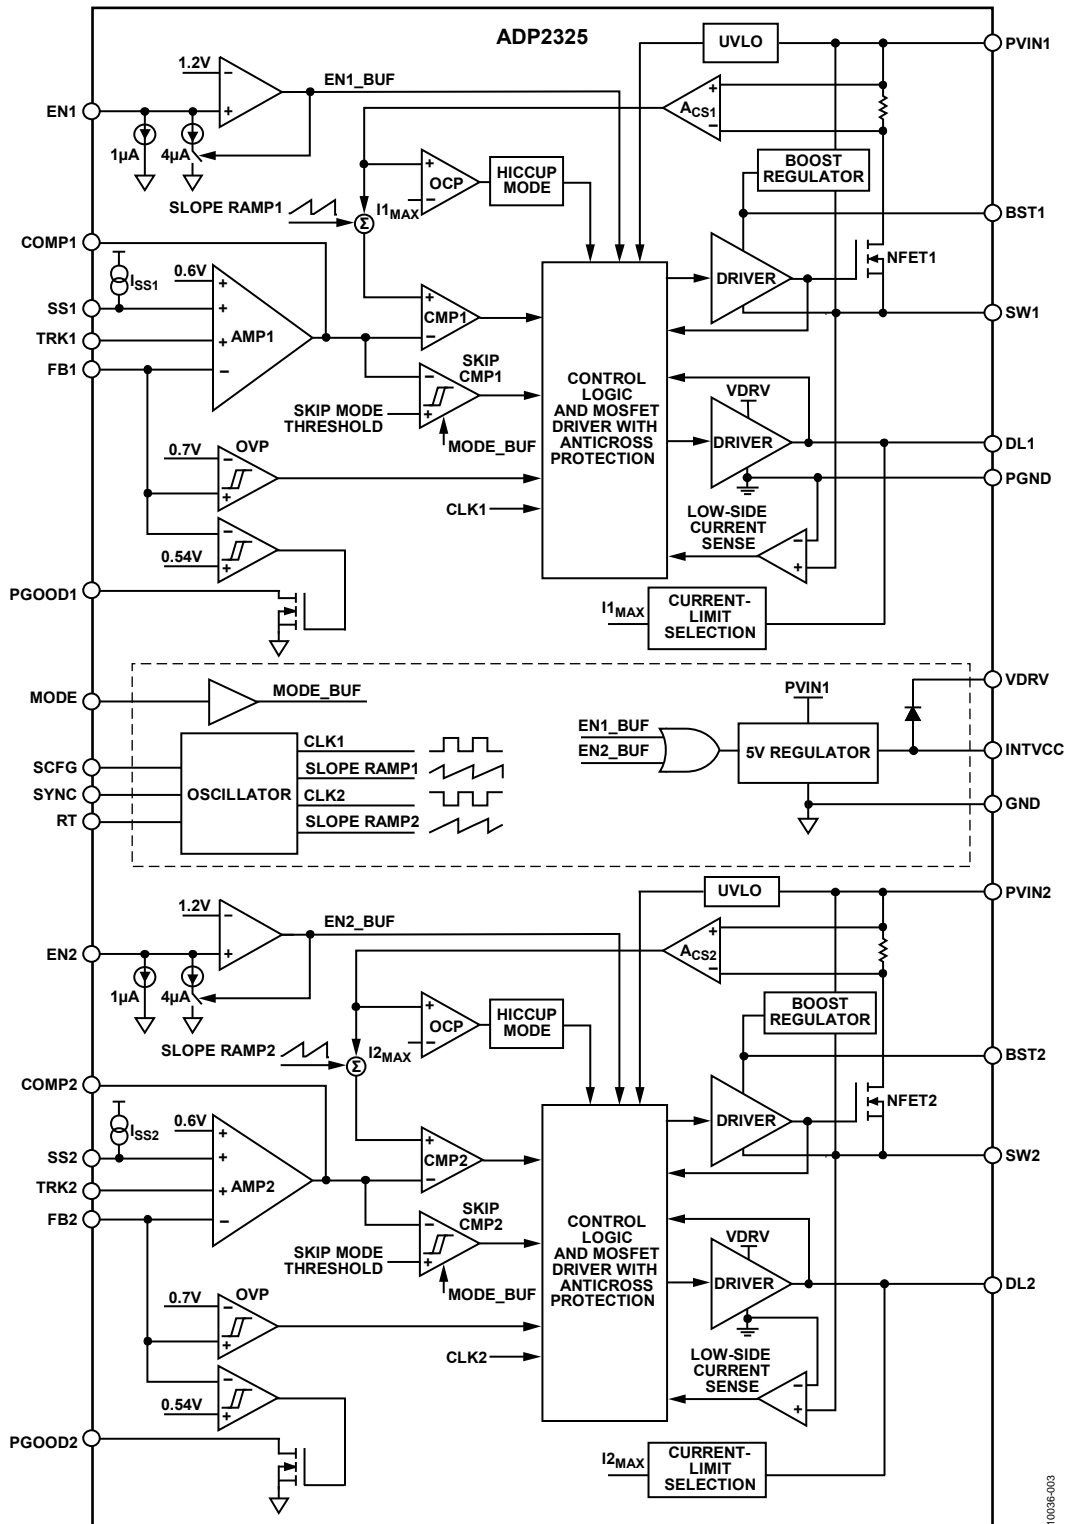 ADP2325
UVLO
PVIN1
1.2V
−
+
EN1_BUF
EN1
1µA
4µA
ACS1
+
−
BOOST
REGULATOR
+
OCP
−
HICCUP
MODE
SLOPE RAMP1
Σ
I1MAX
BST1
COMP1
ISS1
0.6V
+
SS1
+
TRK1
+
AMP1
FB1
−
+
CMP1
−
DRIVER
NFET1
SW1
SKIP
CMP1
−
+
SKIP MODE
THRESHOLD
MODE_BUF
CONTROL
LOGIC
AND MOSFET
DRIVER WITH
ANTICROSS
PROTECTION
VDRV
DRIVER
DL1
PGND
0.7V
OVP
−
+
CLK1
LOW-SIDE
CURRENT
SENSE
−
+
−
0.54V
+
PGOOD1
I1MAX
CURRENT-
LIMIT
SELECTION
MODE
MODE_BUF
SCFG
SYNC
RT
OSCILLATOR
CLK1
SLOPE RAMP1
CLK2
SLOPE RAMP2
EN1_BUF
EN2_BUF
PVIN1
5V REGULATOR
VDRV
INTVCC
GND
UVLO
PVIN2
1.2V
−
+
EN2_BUF
EN2
1µA
4µA
ACS2
+
−
BOOST
REGULATOR
+
OCP
−
HICCUP
MODE
SLOPE RAMP2
Σ
I2MAX
BST2
COMP2
ISS2
0.6V
+
SS2
+
TRK2
+
AMP2
FB2
−
+
CMP2
−
DRIVER
NFET2
SW2
SKIP
CMP2
−
+
SKIP MODE
THRESHOLD
MODE_BUF
CONTROL
LOGIC
AND MOSFET
DRIVER WITH
ANTICROSS
PROTECTION
VDRV
DRIVER
DL2
0.7V
OVP
−
+
CLK2
LOW-SIDE
CURRENT
SENSE
−
+
−
0.54V
+
PGOOD2
I2MAX
CURRENT-
LIMIT
SELECTION
10036-003